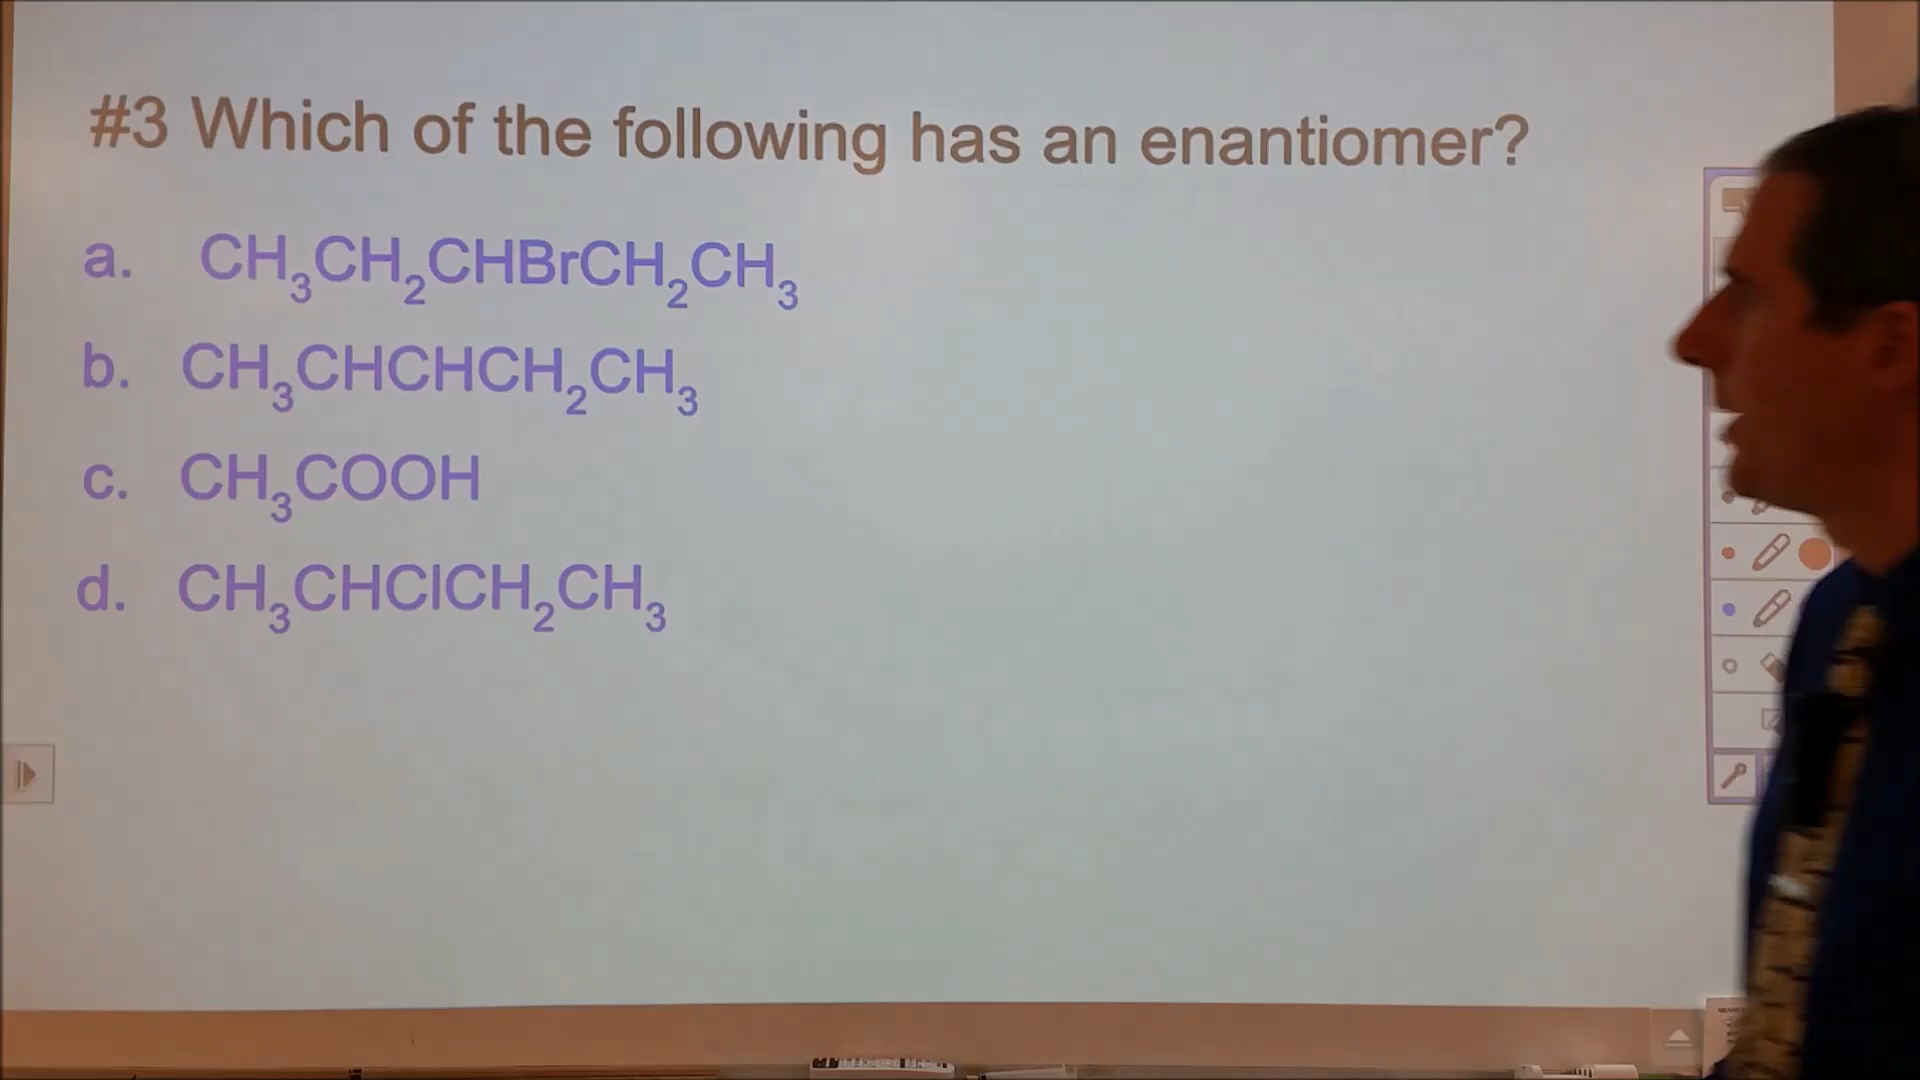 #3 Which of the following has an enantiomer?
a. CH₃CH₂CHBrCH₂CH₃
b. CH₃CHCHCH₂CH₃
c. CH₃COOH
d. CH₃CHClCH₂CH₃